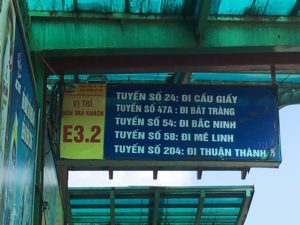 VỊ TRÍ
ĐÓN TRẢ KHÁCH
E3.2
TUYẾN SỐ 24: ĐI CẦU GIẤY
TUYẾN SỐ 47A : ĐI BÁT TRÀNG
TUYẾN SỐ 54: ĐI BẮC NINH
TUYẾN SỐ 58: ĐI MÊ LINH
TUYẾN SỐ 204: ĐI THUẬN THÀNH